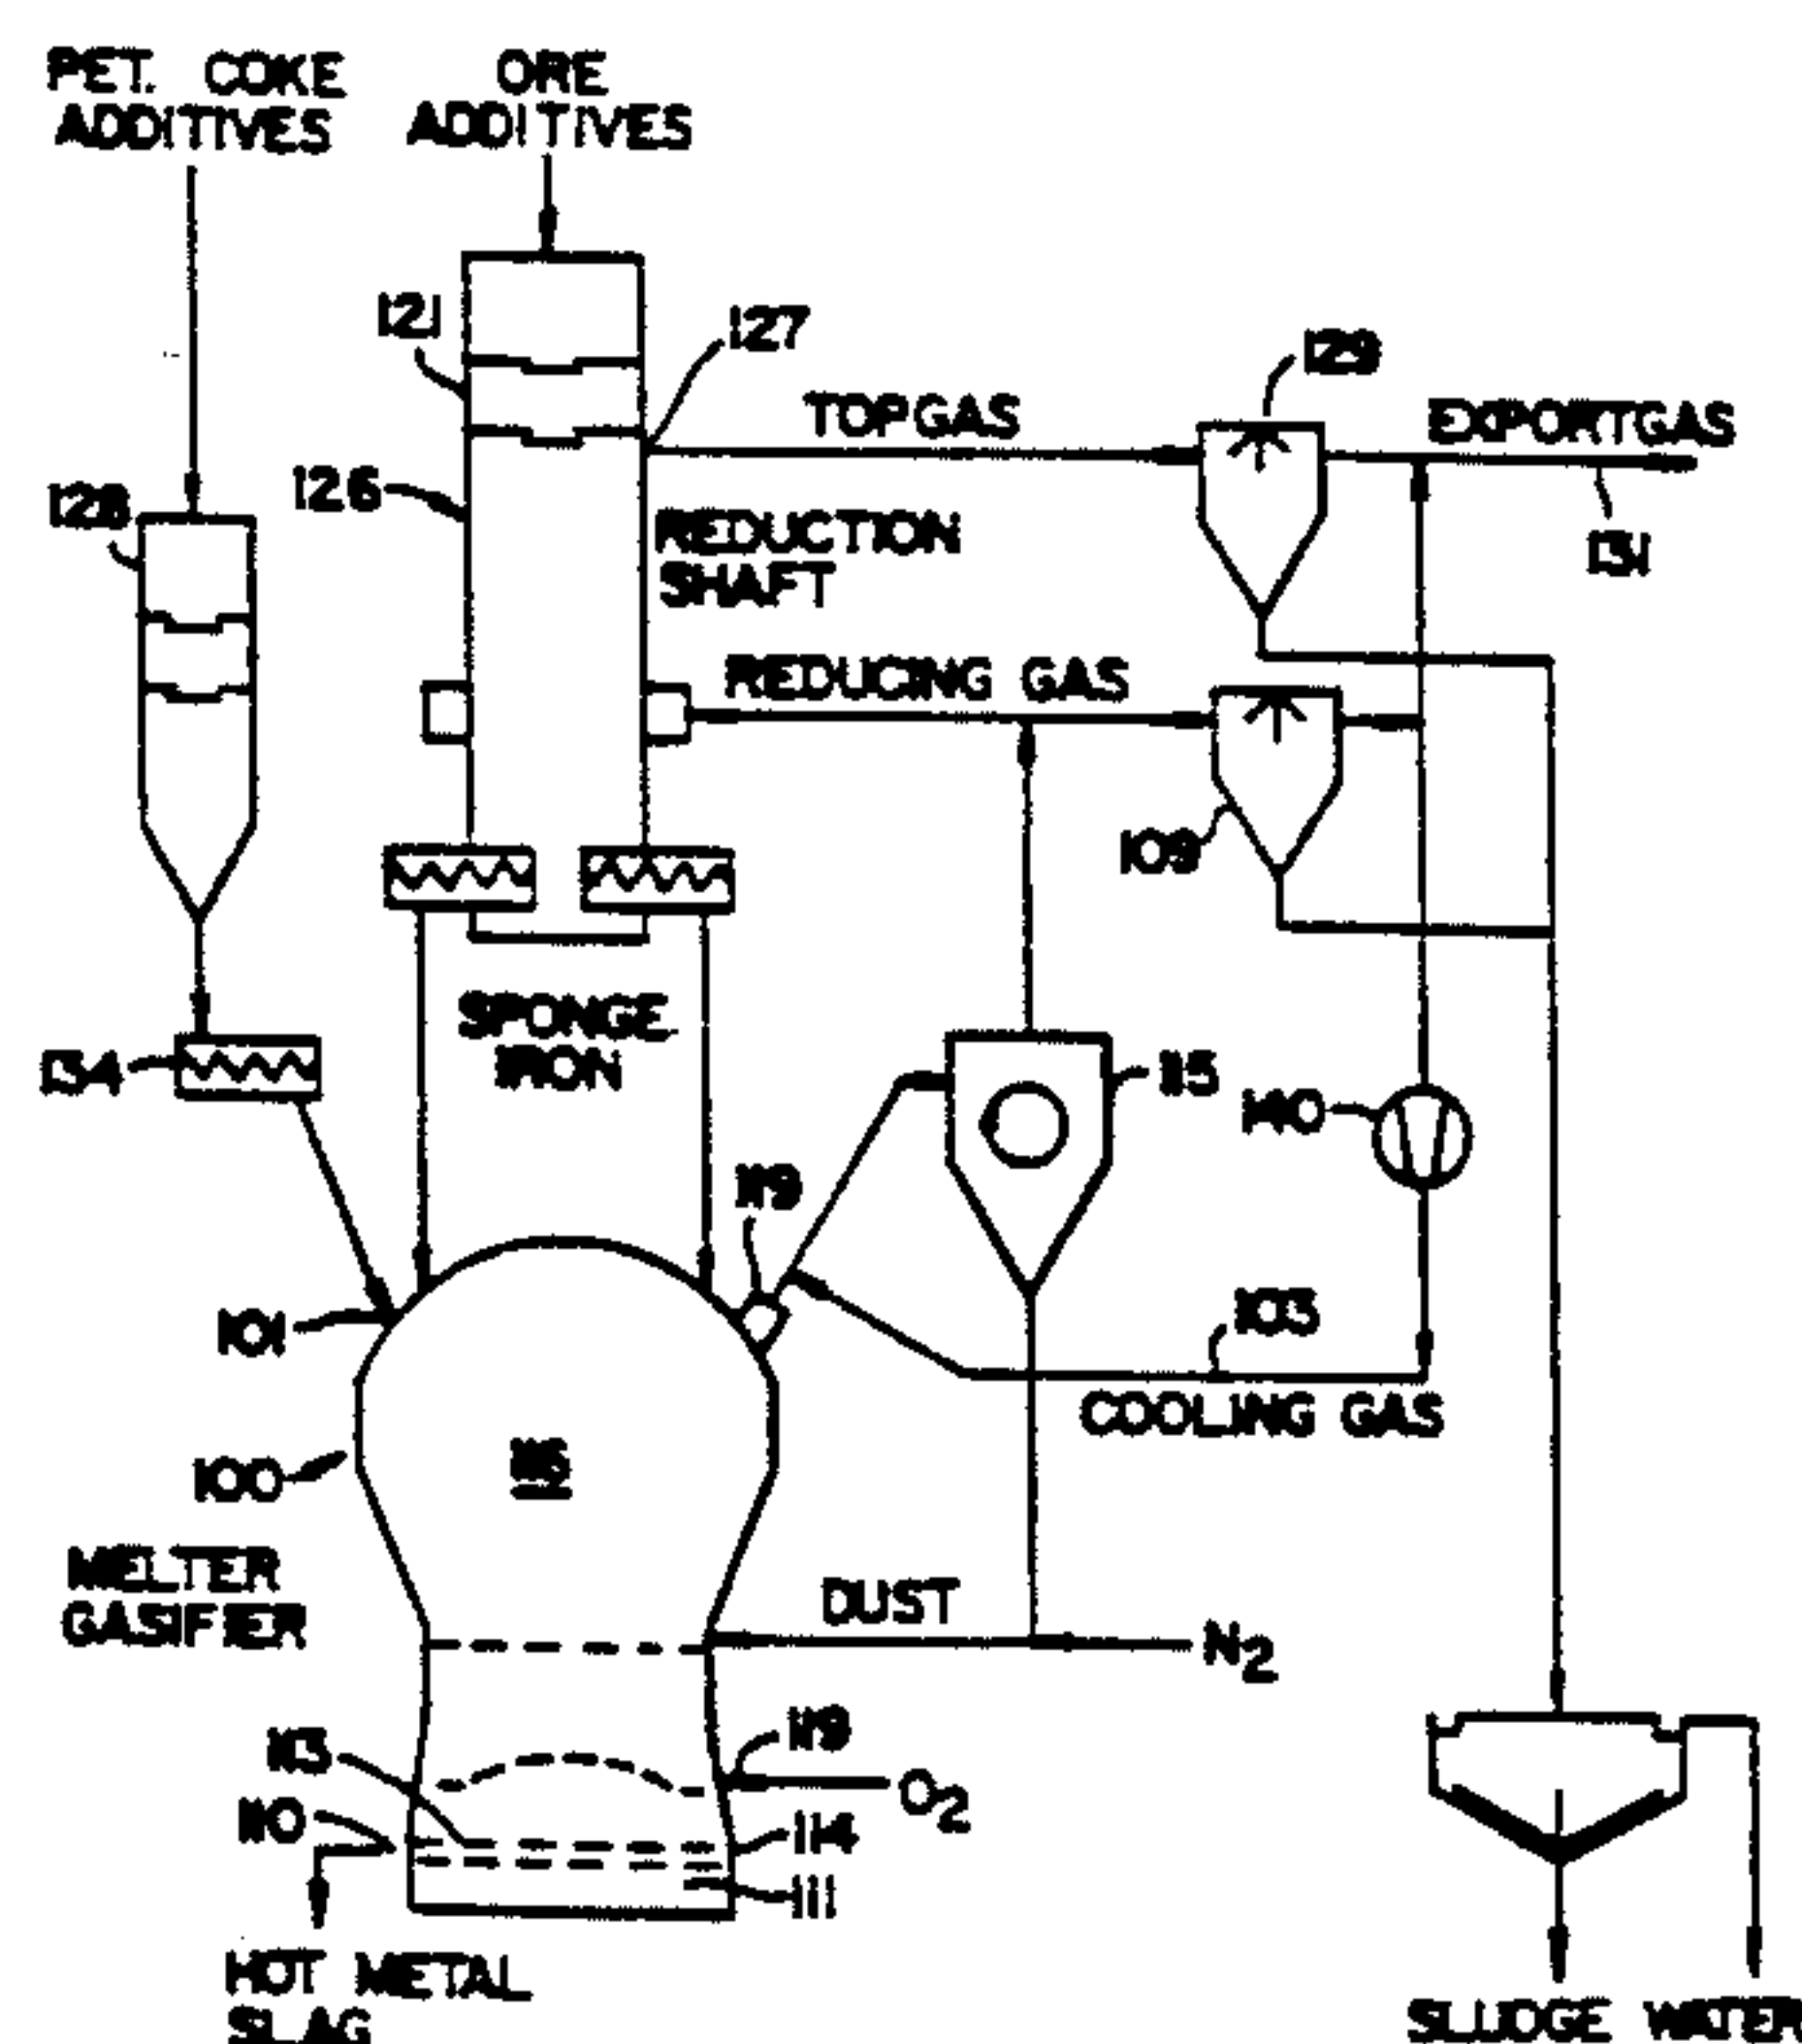 PET. COKE
ADDITIVES
ORE
ADDITIVES
121
127
129
TOPGAS
EXPORTGAS
128
126
REDUCTION
SHAFT
131
REDUCING GAS
109
SPONGE
IRON
134
115
140
119
101
103
COOLING GAS
100
MELTER
GASIFIER
DUST
N2
119
O2
110
114
111
HOT METAL
SLAG
SLUDGE WATER